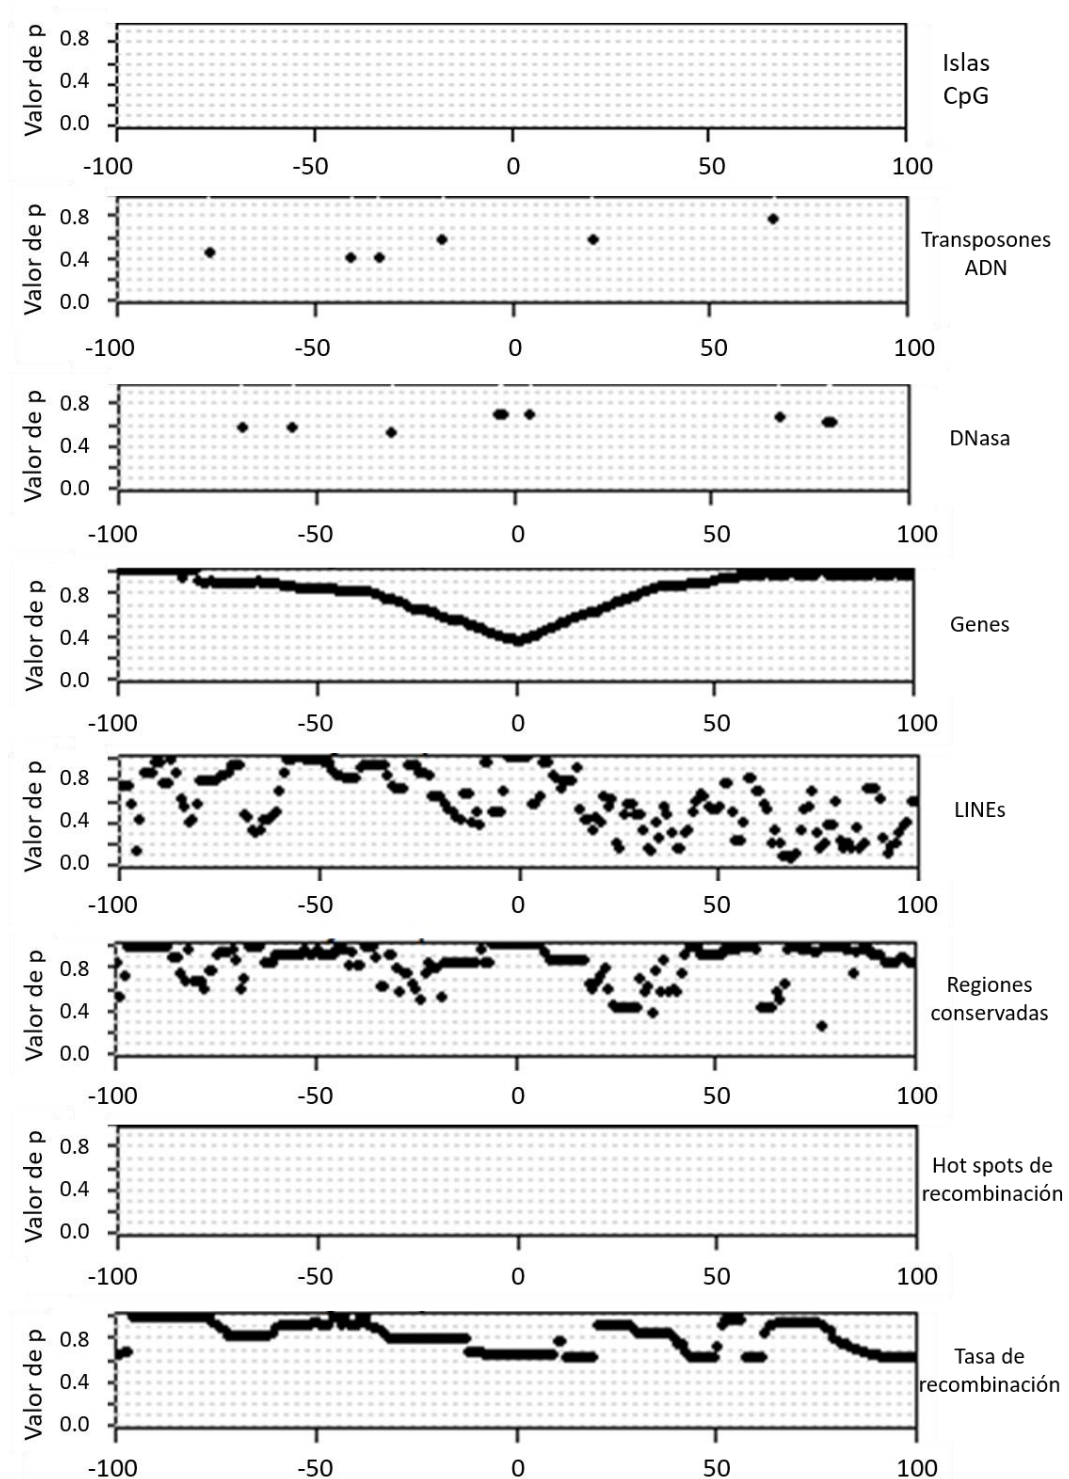 Valor de p
0.8
0.4
0.0
Islas
CpG
-100 -50 0 50 100
Valor de p
0.8
0.4
0.0
Transposones
ADN
-100 -50 0 50 100
Valor de p
0.8
0.4
0.0
DNasa
-100 -50 0 50 100
Valor de p
0.8
0.4
0.0
Genes
-100 -50 0 50 100
Valor de p
0.8
0.4
0.0
LINEs
-100 -50 0 50 100
Valor de p
0.8
0.4
0.0
Regiones
conservadas
-100 -50 0 50 100
Valor de p
0.8
0.4
0.0
Hot spots de
recombinación
-100 -50 0 50 100
Valor de p
0.8
0.4
0.0
Tasa de
recombinación
-100 -50 0 50 100